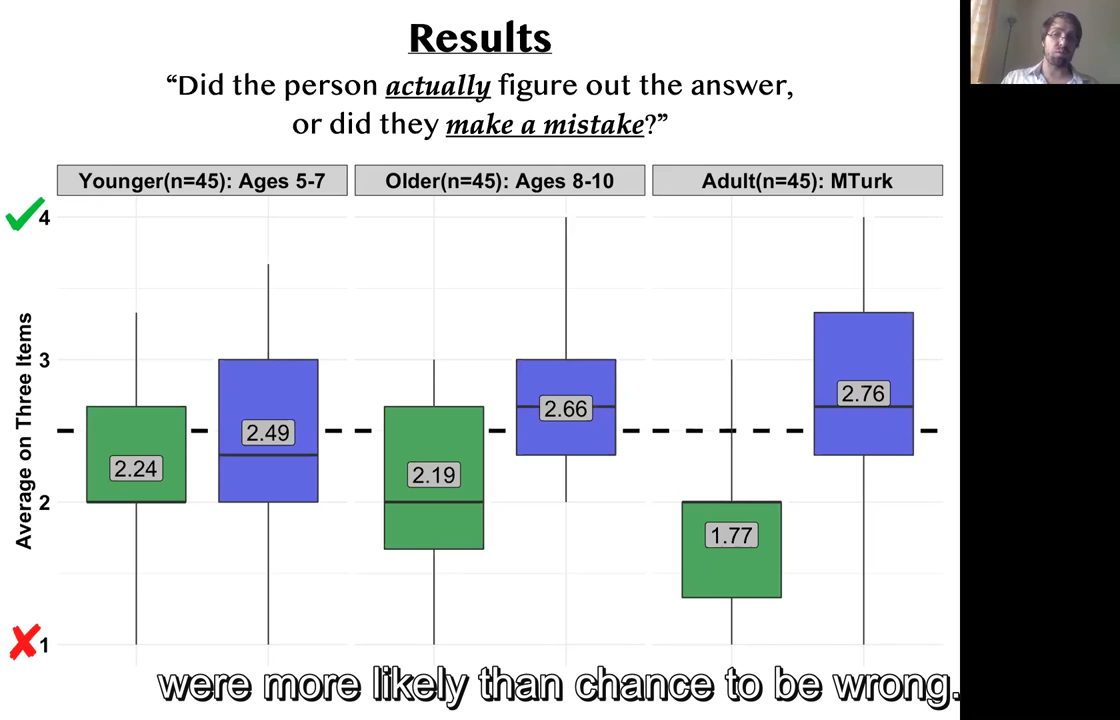 Results
“Did the person actually figure out the answer,
or did they make a mistake?”
Younger(n=45): Ages 5-7
Older(n=45): Ages 8-10
Adult(n=45): MTurk
Average on Three Items
4
3
2
1
2.24
2.49
2.19
2.66
1.77
2.76
were more likely than chance to be wrong.